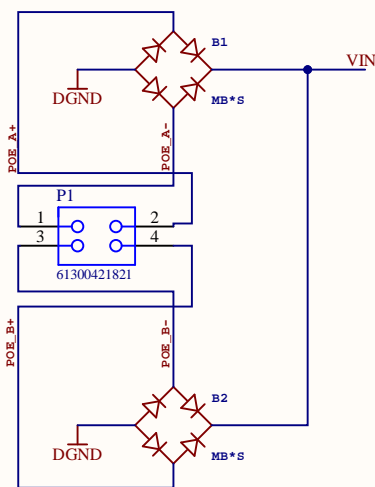 B1
VIN
DGND
MB*S
POE_A+
POE_A-
P1
1
2
3
4
61300421821
POE_B+
POE_B-
B2
DGND
MB*S